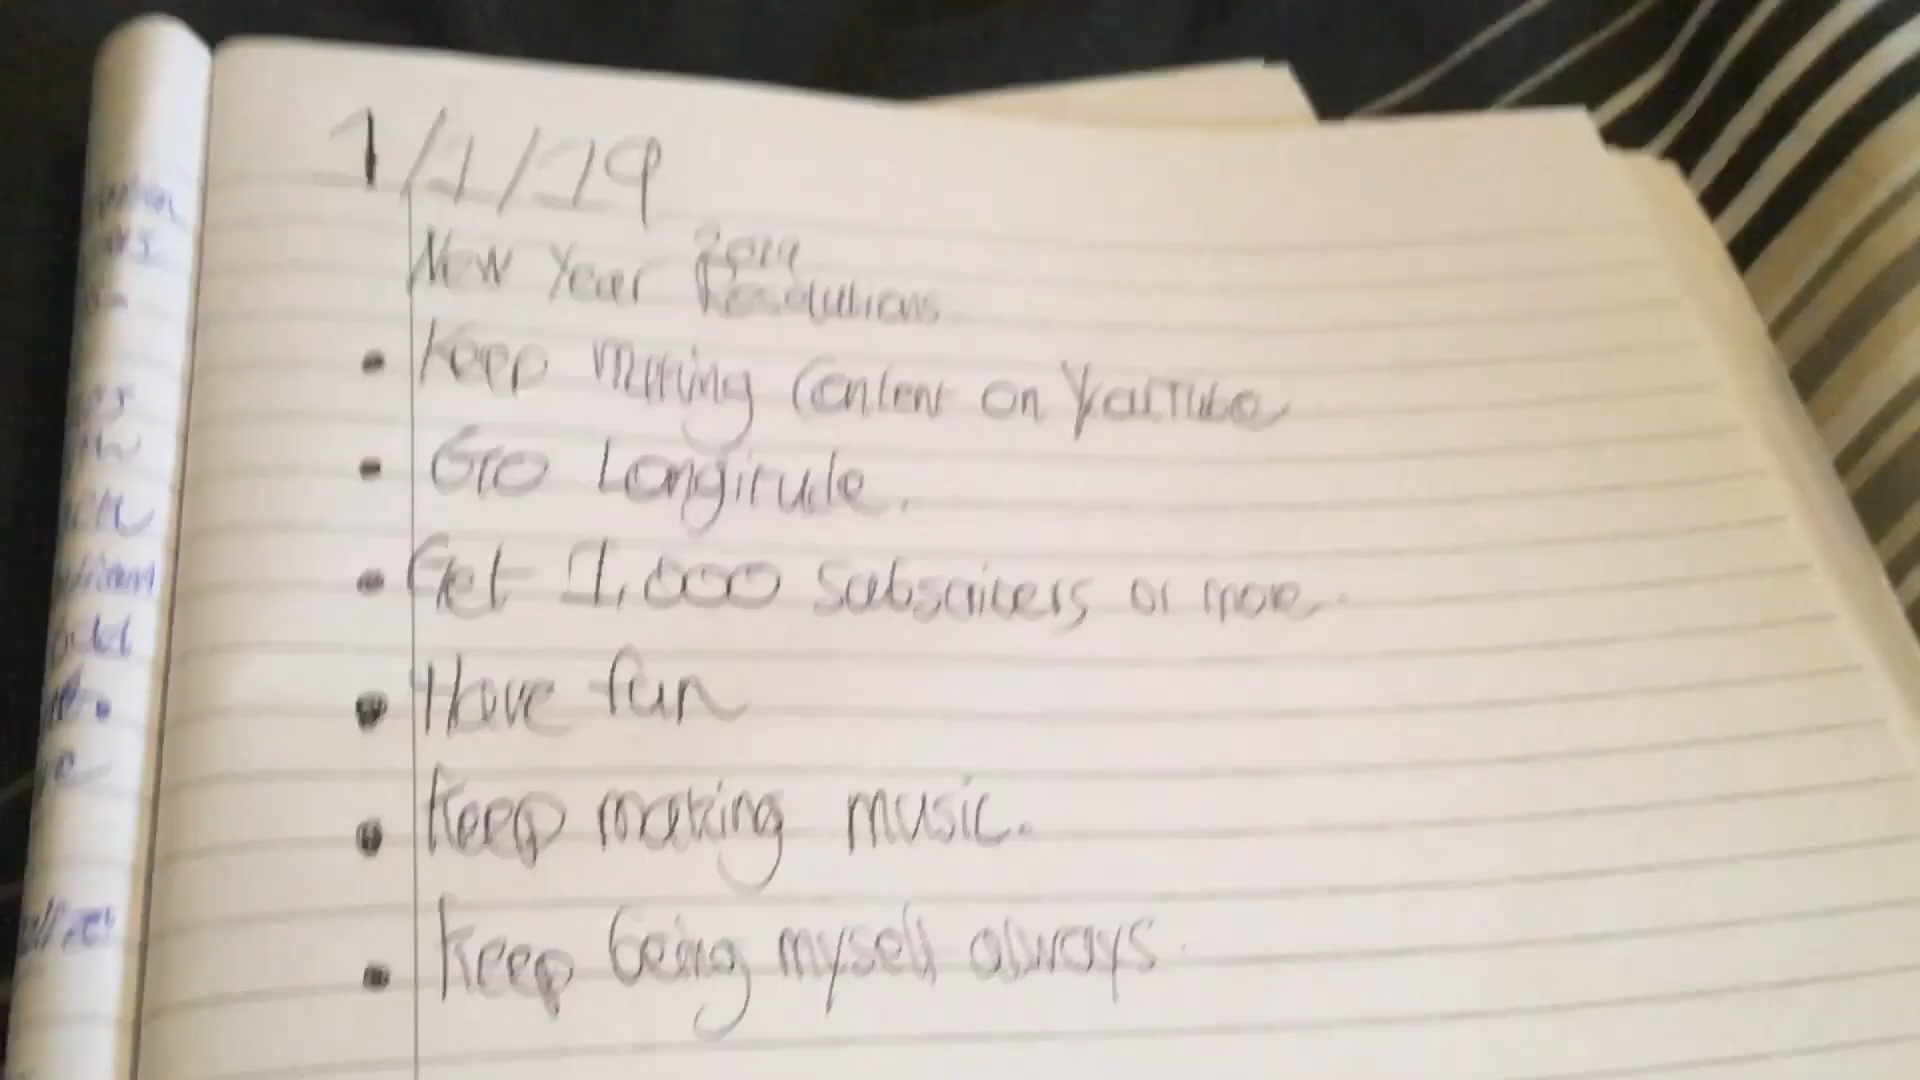 1/1/19
New Year 2019 Resolutions
• Keep making Content on YouTube
• Go Longitude.
• Get 1,000 Subscribers or more.
• Have fun
• Keep making music.
• Keep being myself always.